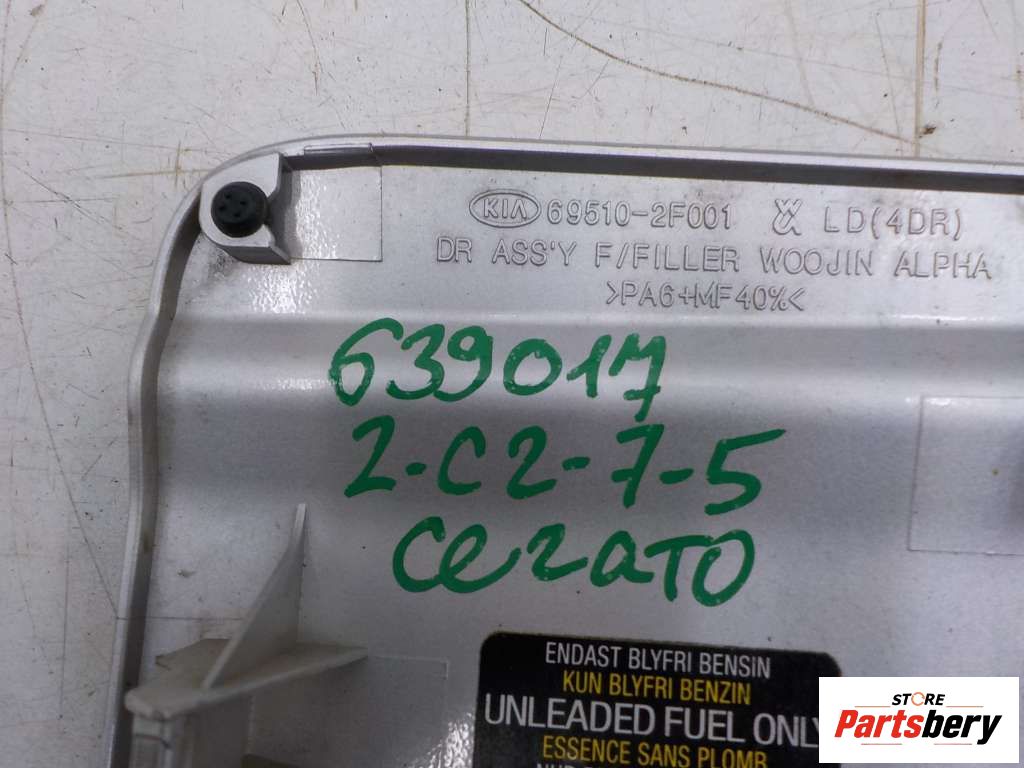 KIA 69510-2F001 LD(4DR)
DR ASS'Y F/FILLER WOOJIN ALPHA
>PA6+MF40%<
639017
2-C2-7-5
CezaTO
ENDAST BLYFRI BENSIN
KUN BLYFRI BENZIN
UNLEADED FUEL ONLY
ESSENCE SANS PLOMB
STORE
Partsbery